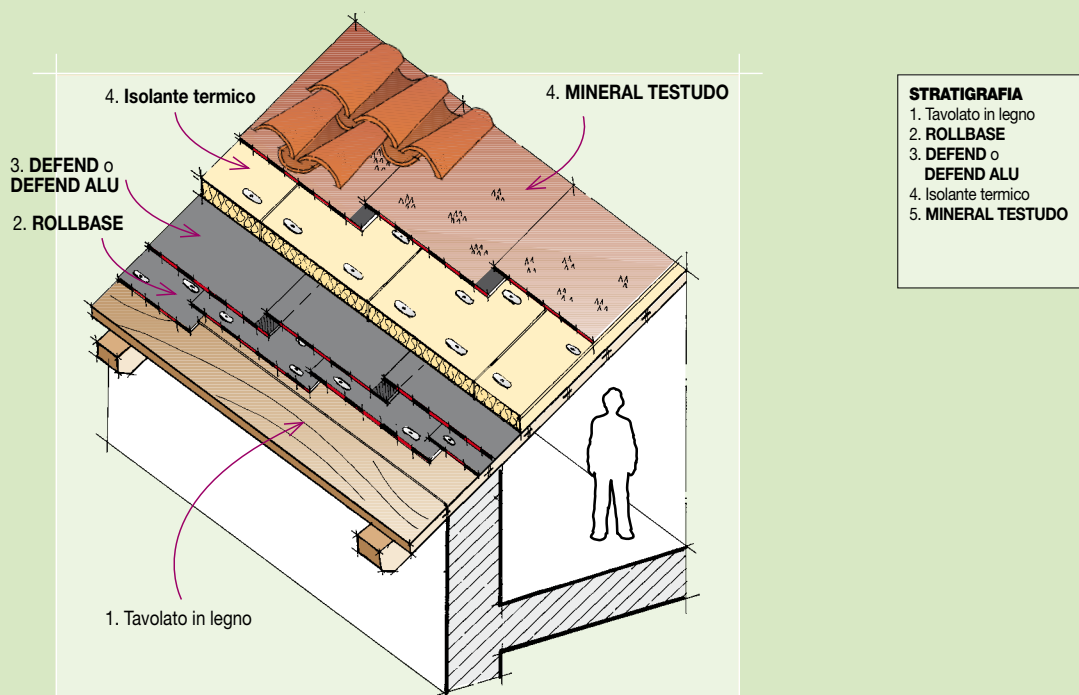 4. Isolante termico
4. MINERAL TESTUDO
3. DEFEND o
DEFEND ALU
2. ROLLBASE
1. Tavolato in legno
STRATIGRAFIA
1. Tavolato in legno
2. ROLLBASE
3. DEFEND o
DEFEND ALU
4. Isolante termico
5. MINERAL TESTUDO